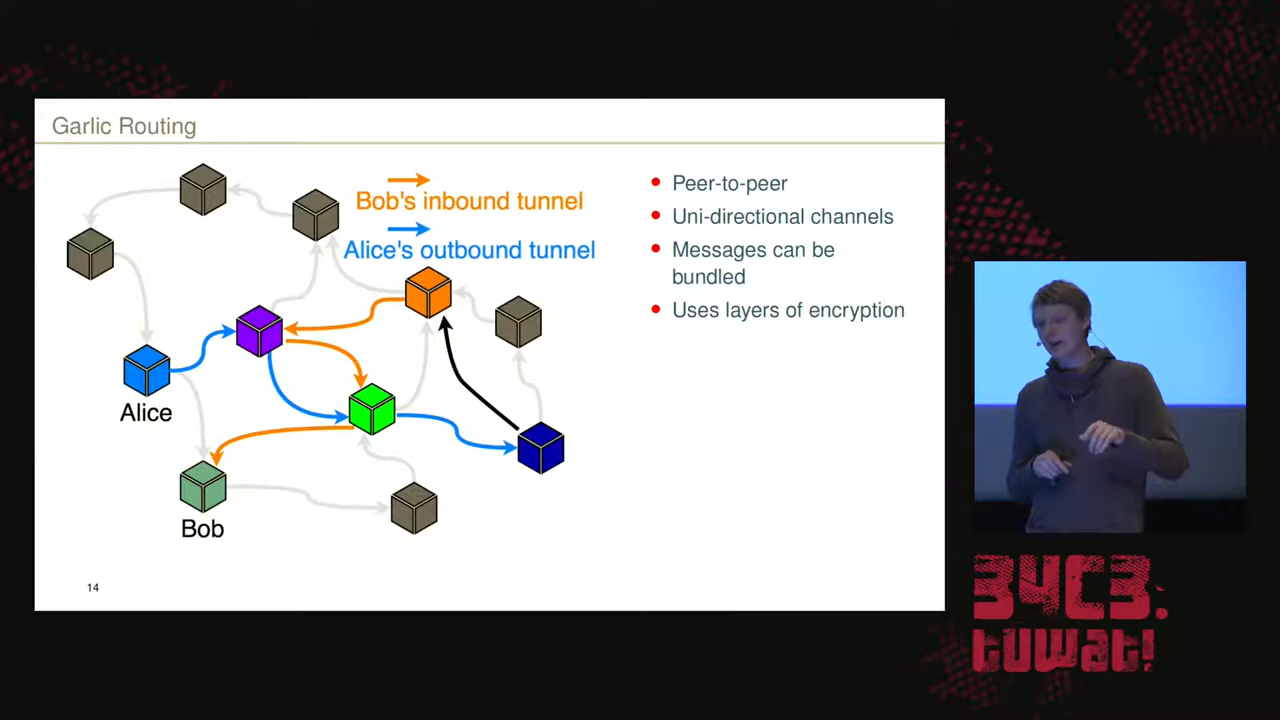 Garlic Routing
Bob's inbound tunnel
Alice's outbound tunnel
Alice
Bob
Peer-to-peer
Uni-directional channels
Messages can be
bundled
Uses layers of encryption
14
34C3.
tuwat!